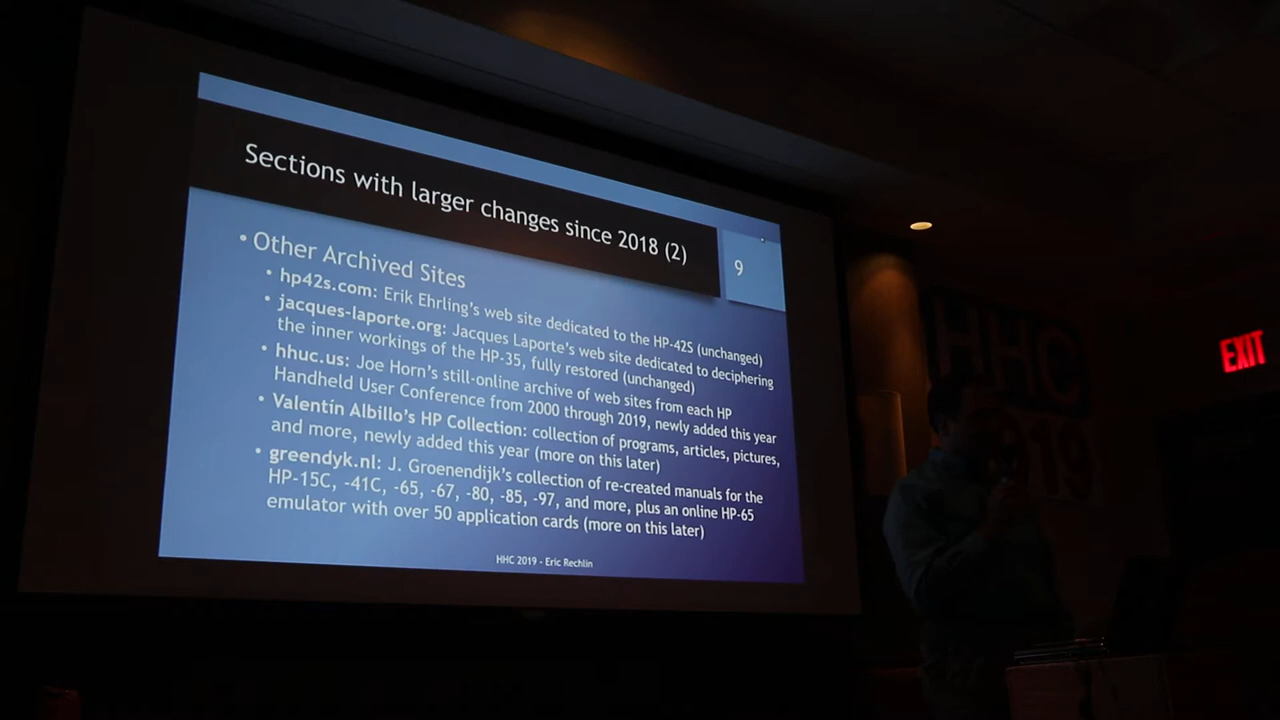 Sections with larger changes since 2018 (2)
9
• Other Archived Sites
• hp42s.com: Erik Ehrling's web site dedicated to the HP-42S (unchanged)
• jacques-laporte.org: Jacques Laporte's web site dedicated to deciphering
the inner workings of the HP-35, fully restored (unchanged)
• hhuc.us: Joe Horn's still-online archive of web sites from each HP
Handheld User Conference from 2000 through 2019, newly added this year
• Valentin Albillo's HP Collection: collection of programs, articles, pictures,
and more, newly added this year (more on this later)
• greendyk.nl: J. Groenendijk's collection of re-created manuals for the
HP-15C, -41C, -65, -67, -80, -85, -97, and more, plus an online HP-65
emulator with over 50 application cards (more on this later)
HHC 2019 - Eric Rechlin
HHC
19
EXIT